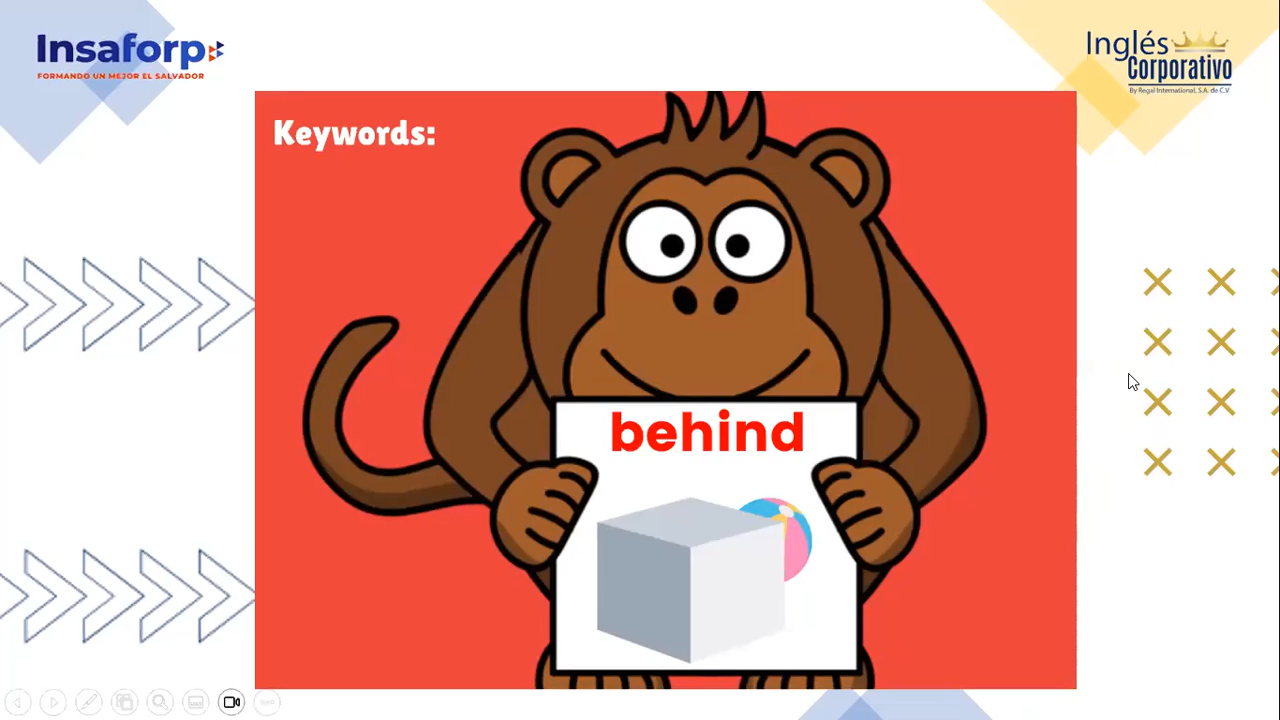 Insaforp
FORMANDO UN MEJOR EL SALVADOR
Inglés
Corporativo
By Regal International, S.A. de C.V
Keywords:
behind